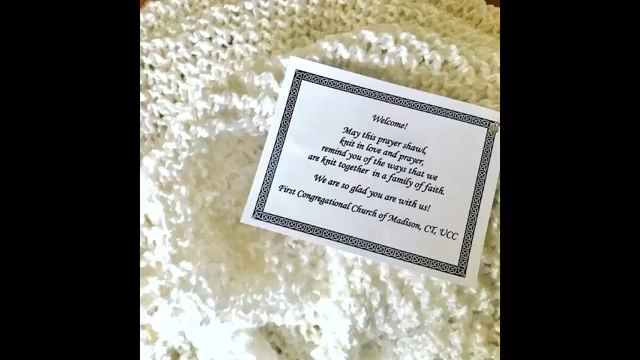 Welcome!
May this prayer shawl,
knit in love and prayer,
remind you of the ways that we
are knit together in a family of faith.
We are so glad you are with us!
First Congregational Church of Madison, CT, UCC